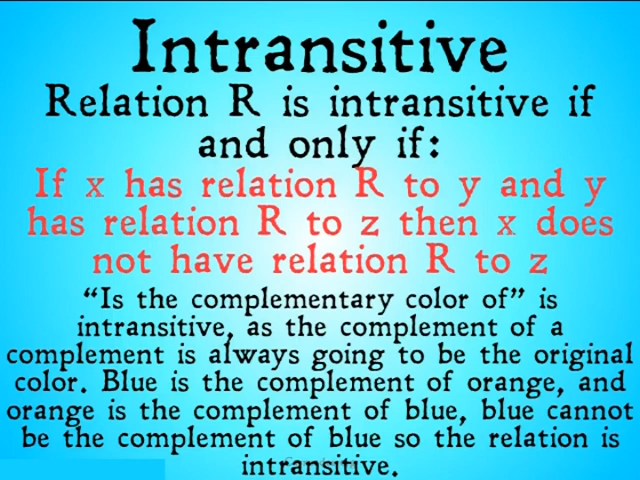 Intransitive
Relation R is intransitive if
and only if:
If x has relation R to y and y
has relation R to z then x does
not have relation R to z
“Is the complementary color of” is
intransitive, as the complement of a
complement is always going to be the original
color. Blue is the complement of orange, and
orange is the complement of blue, blue cannot
be the complement of blue so the relation is
intransitive.